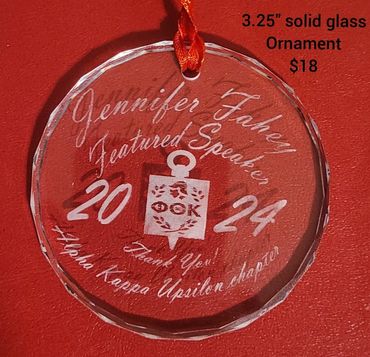 3.25" solid glass
Ornament
$18
Jennifer Fahey
Featured Speaker
20 24
ΦΘΚ
Thank You!
Alpha Kappa Upsilon chapter